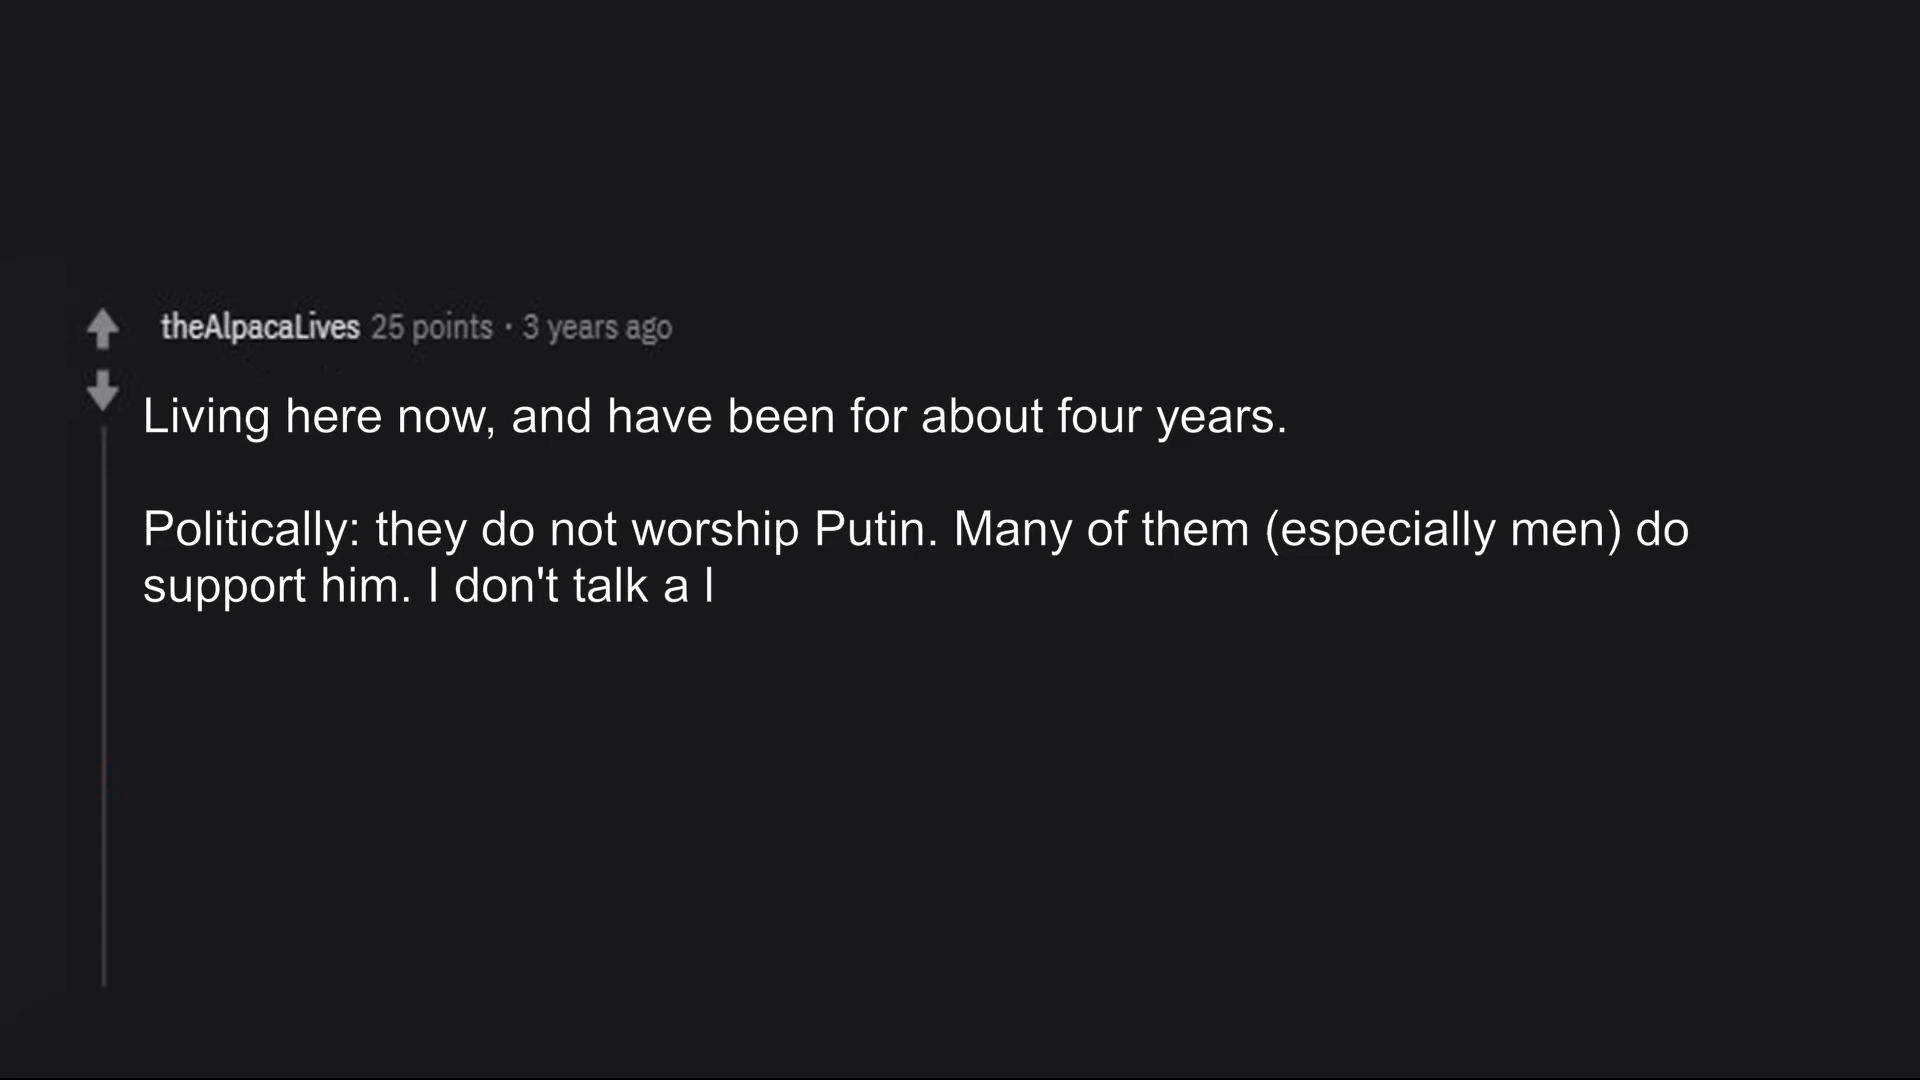 theAlpacaLives 25 points · 3 years ago
Living here now, and have been for about four years.
Politically: they do not worship Putin. Many of them (especially men) do
support him. I don't talk a l